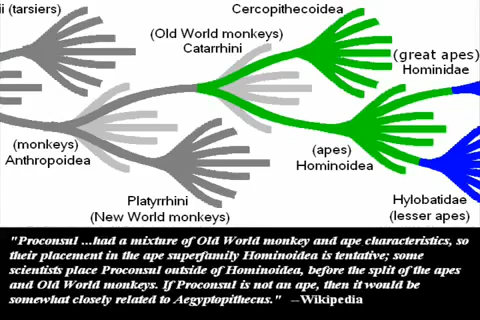 ii (tarsiers)
Cercopithecoidea
(Old World monkeys)
Catarrhini
(great apes)
Hominidae
(monkeys)
Anthropoidea
(apes)
Hominoidea
Platyrrhini
(New World monkeys)
Hylobatidae
(lesser apes)
"Proconsul ...had a mixture of Old World monkey and ape characteristics, so
their placement in the ape superfamily Hominoidea is tentative; some
scientists place Proconsul outside of Hominoidea, before the split of the apes
and Old World monkeys. If Proconsul is not an ape, then it would be
somewhat closely related to Aegyptopithecus." --Wikipedia